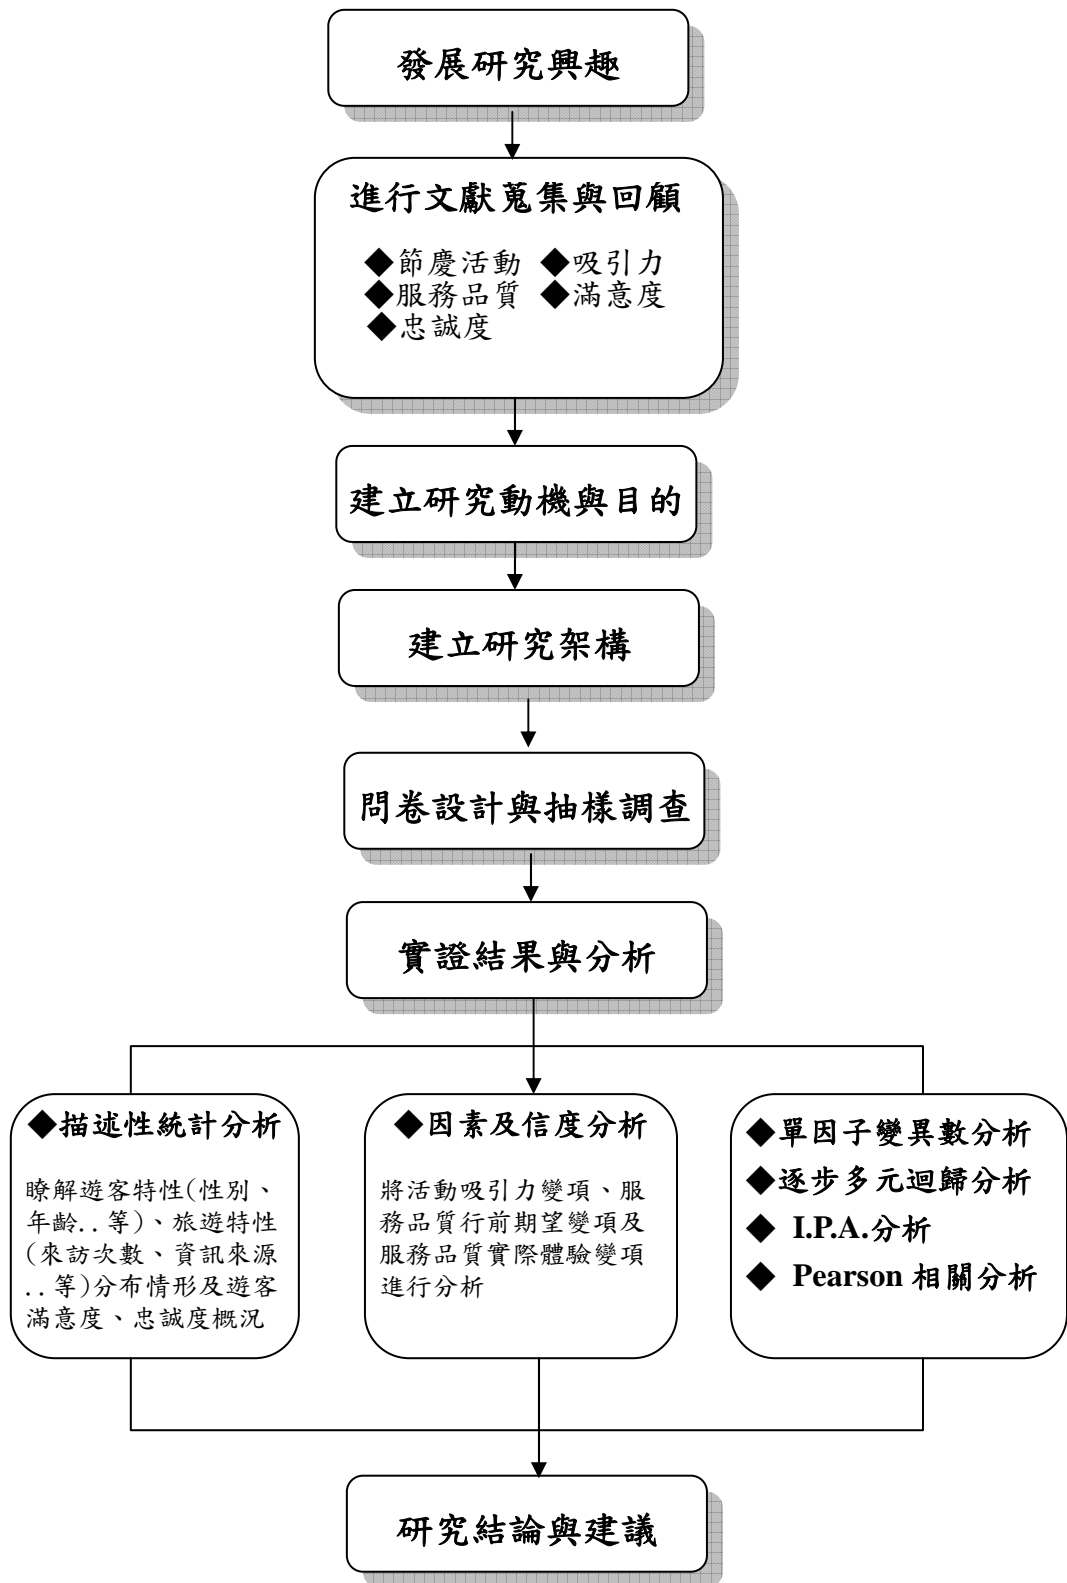 發展研究興趣
進行文獻蒐集與回顧
◆節慶活動 ◆吸引力
◆服務品質 ◆滿意度
◆忠誠度
建立研究動機與目的
建立研究架構
問卷設計與抽樣調查
實證結果與分析
◆描述性統計分析
瞭解遊客特性(性別、
年齡..等)、旅遊特性
(來訪次數、資訊來源
..等)分布情形及遊客
滿意度、忠誠度概況
◆因素及信度分析
將活動吸引力變項、服
務品質行前期望變項及
服務品質實際體驗變項
進行分析
◆單因子變異數分析
◆逐步多元迴歸分析
◆ I.P.A.分析
◆ Pearson 相關分析
研究結論與建議